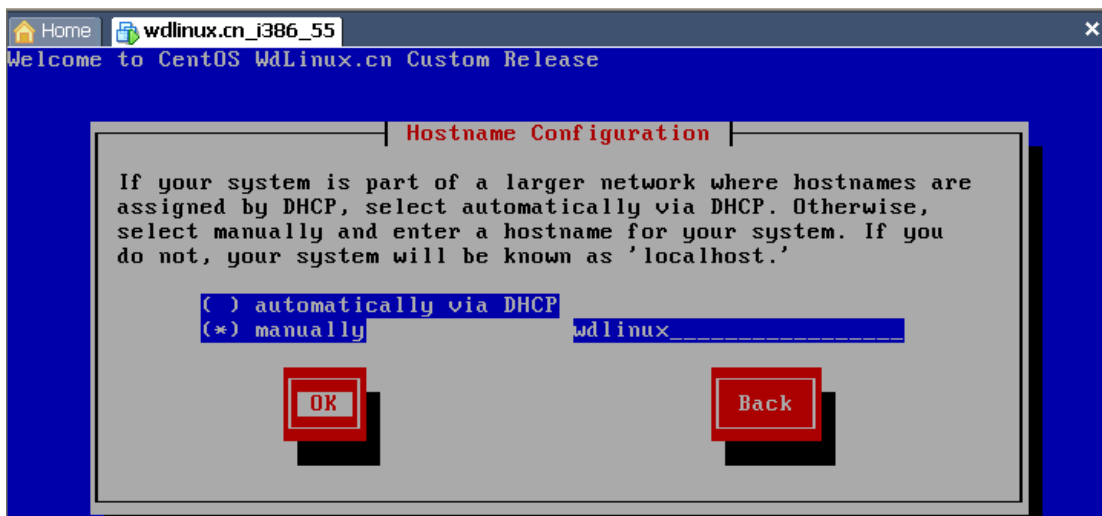 Home wdlinux.cn_i386_55 ×
Welcome to CentOS WdLinux.cn Custom Release
Hostname Configuration
If your system is part of a larger network where hostnames are
assigned by DHCP, select automatically via DHCP. Otherwise,
select manually and enter a hostname for your system. If you
do not, your system will be known as 'localhost.'
( ) automatically via DHCP
(*) manually wdlinux_________________
OK Back